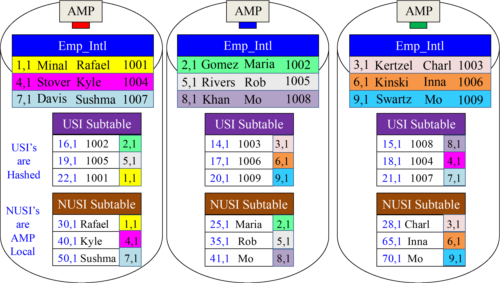 AMP AMP AMP
Emp_Intl Emp_Intl Emp_Intl
1,1 Minal Rafael 1001 2,1 Gomez Maria 1002 3,1 Kertzel Charl 1003
4,1 Stover Kyle 1004 5,1 Rivers Rob 1005 6,1 Kinski Inna 1006
7,1 Davis Sushma 1007 8,1 Khan Mo 1008 9,1 Swartz Mo 1009
USI Subtable USI Subtable USI Subtable
USI's are Hashed
16,1 1002 2,1 14,1 1003 3,1 15,1 1008 8,1
19,1 1005 5,1 17,1 1006 6,1 18,1 1004 4,1
22,1 1001 1,1 20,1 1009 9,1 21,1 1007 7,1
NUSI Subtable NUSI Subtable NUSI Subtable
NUSI's are AMP Local
30,1 Rafael 1,1 25,1 Maria 2,1 28,1 Charl 3,1
40,1 Kyle 4,1 35,1 Rob 5,1 65,1 Inna 6,1
50,1 Sushma 7,1 41,1 Mo 8,1 70,1 Mo 9,1